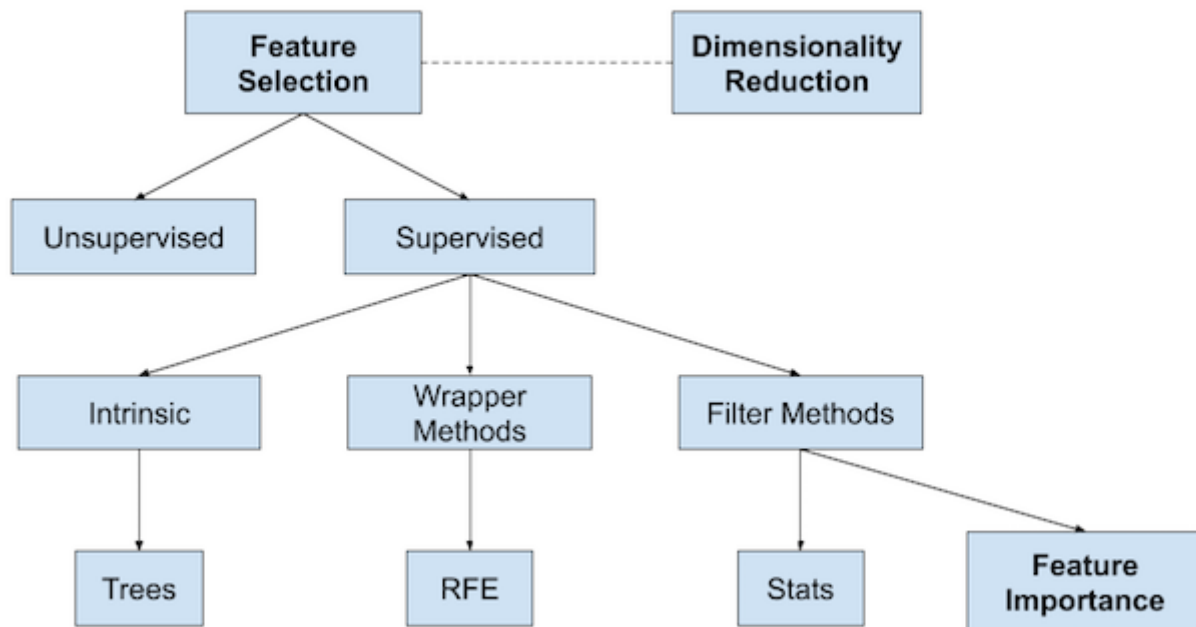 Feature
Selection
Dimensionality
Reduction
Unsupervised
Supervised
Intrinsic
Wrapper
Methods
Filter Methods
Trees
RFE
Stats
Feature
Importance